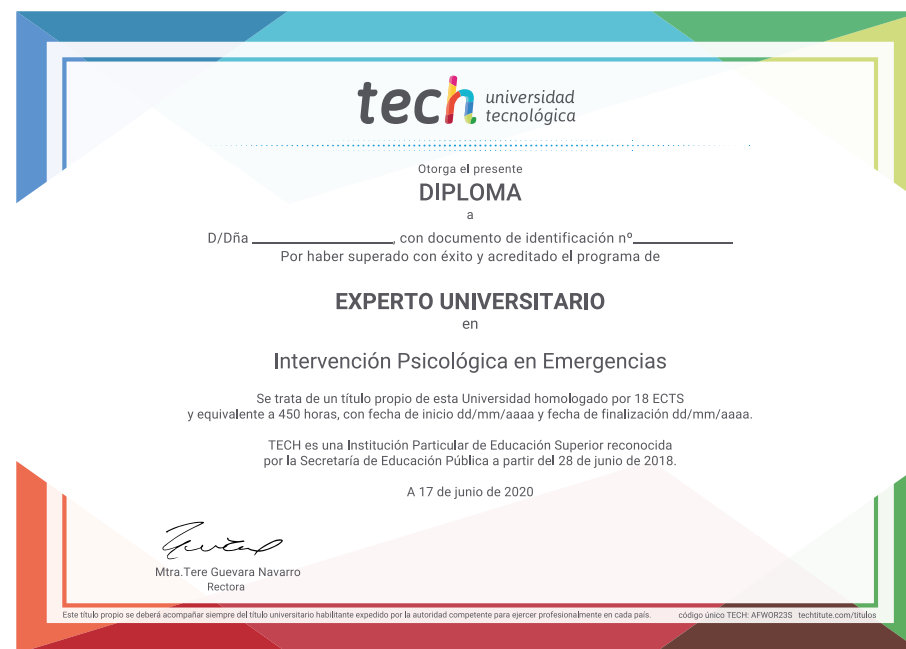 tech universidad
tecnológica
Otorga el presente
DIPLOMA
a
D/Dña ____________________, con documento de identificación nº______________
Por haber superado con éxito y acreditado el programa de
EXPERTO UNIVERSITARIO
en
Intervención Psicológica en Emergencias
Se trata de un título propio de esta Universidad homologado por 18 ECTS
y equivalente a 450 horas, con fecha de inicio dd/mm/aaaa y fecha de finalización dd/mm/aaaa.
TECH es una Institución Particular de Educación Superior reconocida
por la Secretaría de Educación Pública a partir del 28 de junio de 2018.
A 17 de junio de 2020
Mtra.Tere Guevara Navarro
Rectora
Este título propio se deberá acompañar siempre del título universitario habilitante expedido por la autoridad competente para ejercer profesionalmente en cada país. código único TECH: AFWOR23S techtitute.com/titulos